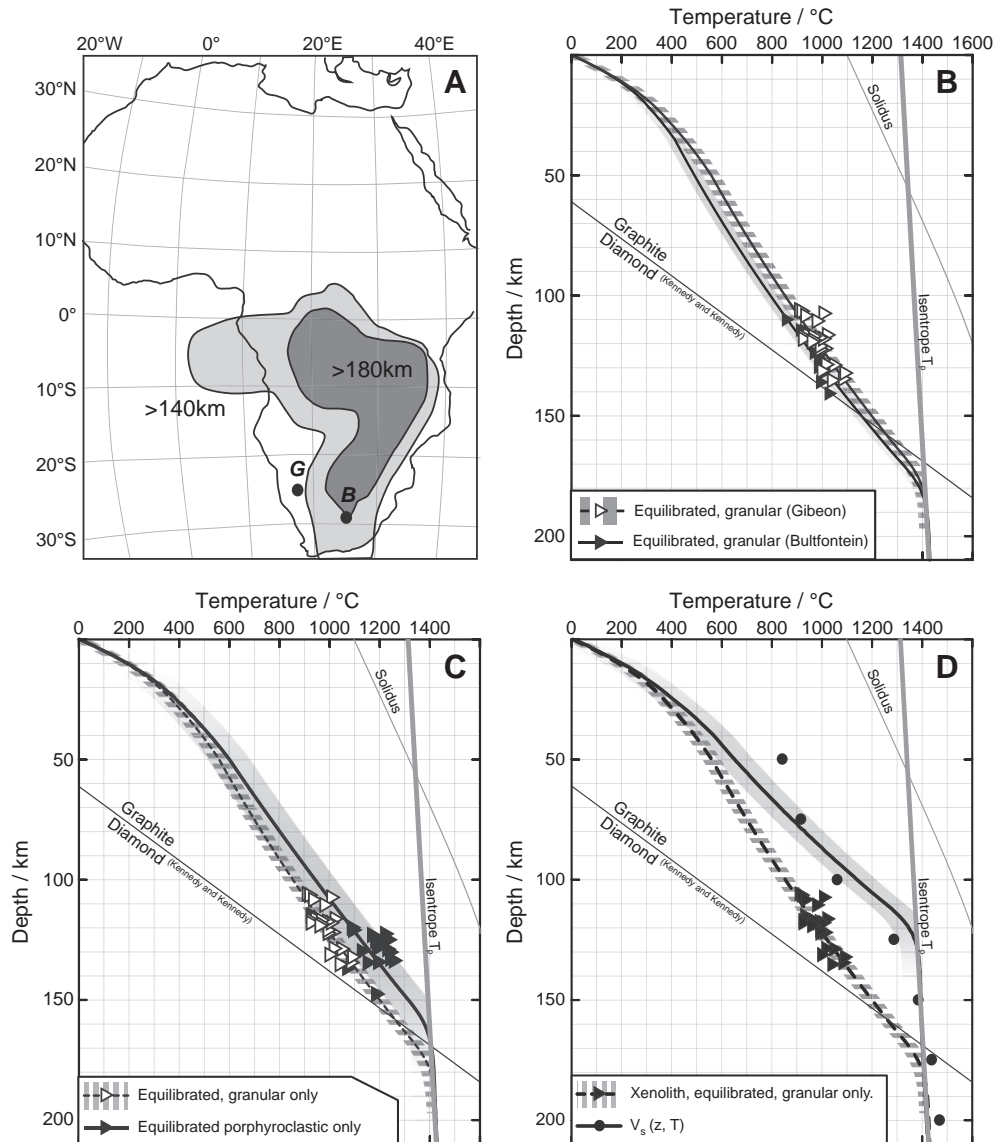 20°W 0° 20°E 40°E
A
30°N
20°N
10°N
0°
10°S
20°S
30°S
>180km
>140km
G
B
Temperature / °C
0 200 400 600 800 1000 1200 1400 1600
B
Solidus
50
Graphite
Diamond (Kennedy and Kennedy)
100
Depth / km
Isentrope Tp
150
Equilibrated, granular (Gibeon)
Equilibrated, granular (Bultfontein)
200
Temperature / °C
0 200 400 600 800 1000 1200 1400
C
Solidus
50
Graphite
Diamond (Kennedy and Kennedy)
100
Depth / km
Isentrope Tp
150
Equilibrated, granular only
Equilibrated porphyroclastic only
200
Temperature / °C
0 200 400 600 800 1000 1200 1400
D
Solidus
50
Graphite
Diamond (Kennedy and Kennedy)
100
Depth / km
Isentrope Tp
150
Xenolith, equilibrated, granular only.
Vs (z, T)
200